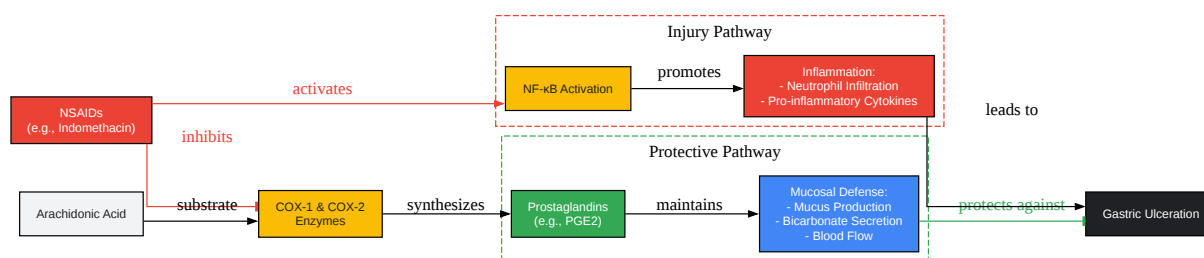 Injury Pathway
NSAIDs
(e.g., Indomethacin)
activates
NF-κB Activation
promotes
Inflammation:
- Neutrophil Infiltration
- Pro-inflammatory Cytokines
leads to
inhibits
Protective Pathway
Arachidonic Acid
substrate
COX-1 & COX-2
Enzymes
synthesizes
Prostaglandins
(e.g., PGE2)
maintains
Mucosal Defense:
- Mucus Production
- Bicarbonate Secretion
- Blood Flow
protects against
Gastric Ulceration